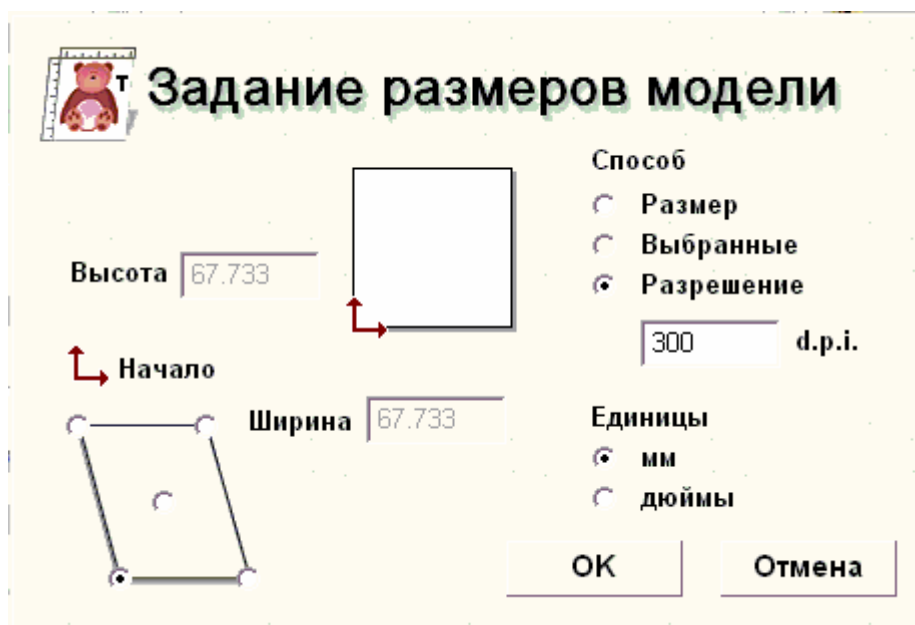 T
Задание размеров модели
Способ
Размер
Выбранные
Высота 67.733
Разрешение
300 d.p.i.
Начало
Ширина 67.733
Единицы
мм
дюймы
OK
Отмена